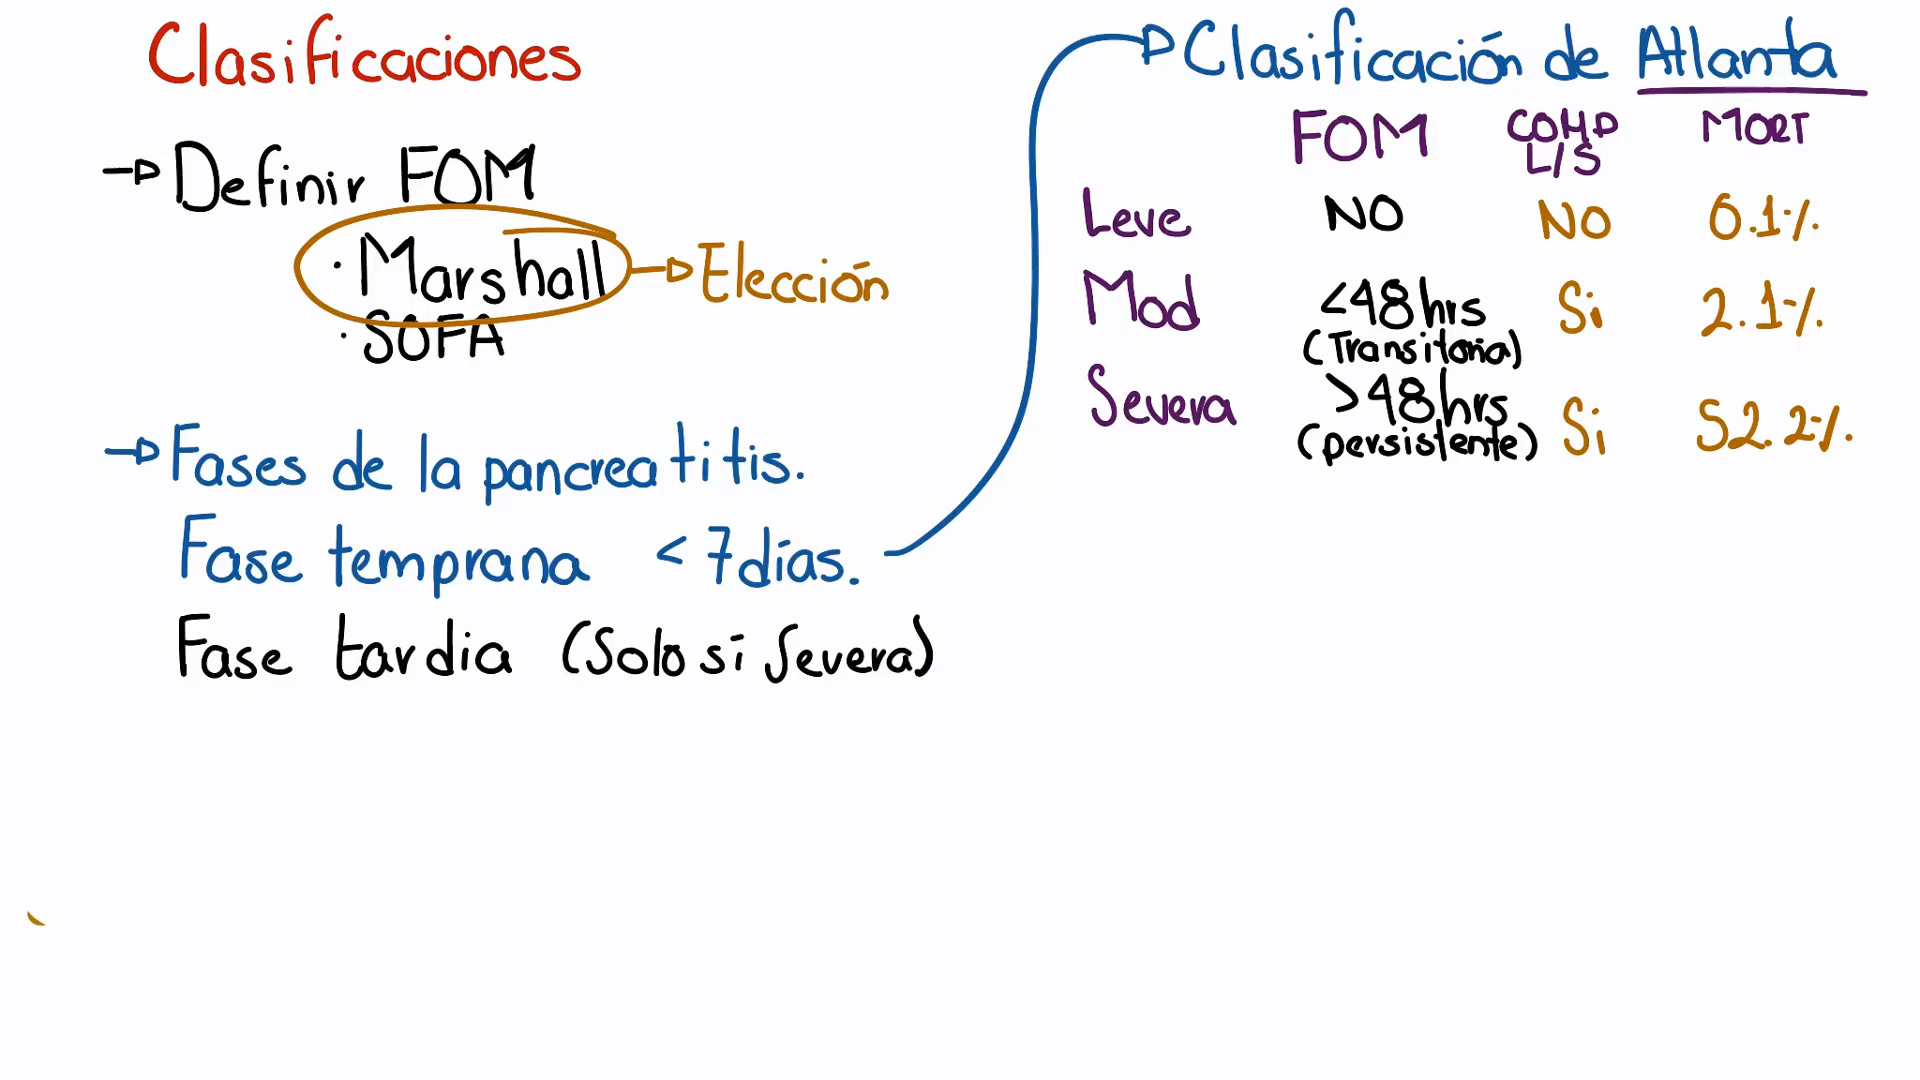 Clasificaciones
→ Definir FOM
· Marshall → Elección
· SOFA
→ Fases de la pancreatitis.
Fase temprana < 7 días.
Fase tardia (Solo si Severa)
→ Clasificación de Atlanta
FOM COMP L/S MORT
Leve NO NO 0.1%
Mod <48 hrs (Transitoria) Si 2.1%
Severa >48 hrs (persistente) Si 52.2%